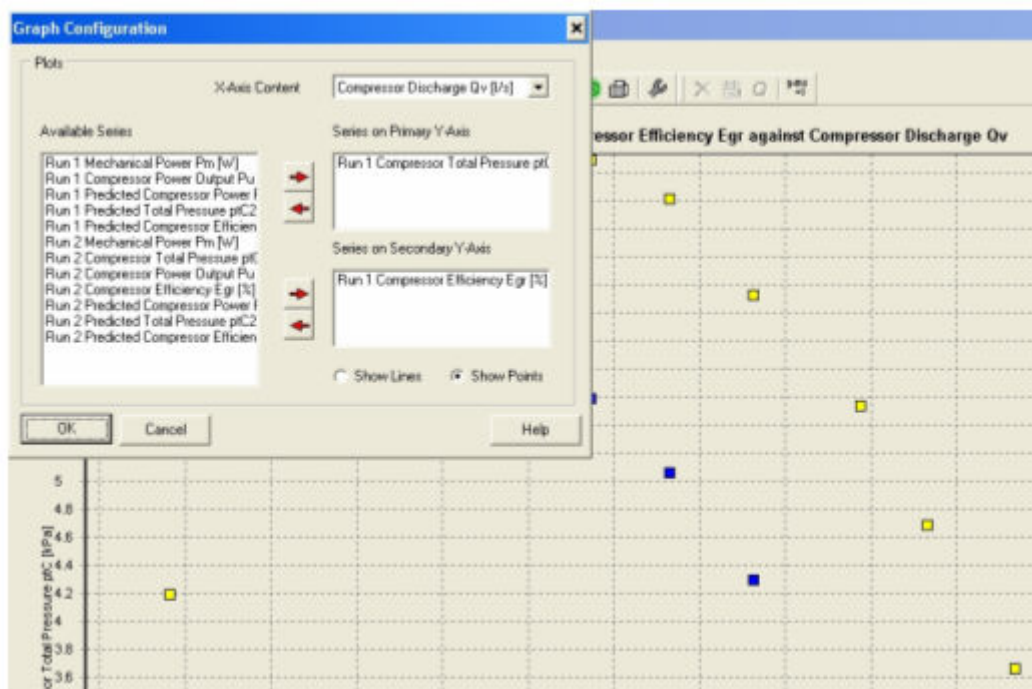 Graph Configuration
Plots
X-Axis Content
Compressor Discharge Qv [l/s]
Available Series
Run 1 Mechanical Power Pm [W]
Run 1 Compressor Power Output Pu
Run 1 Predicted Compressor Power
Run 1 Predicted Total Pressure ptC2
Run 1 Predicted Compressor Efficien
Run 2 Mechanical Power Pm [W]
Run 2 Compressor Total Pressure pt
Run 2 Compressor Power Output Pu
Run 2 Compressor Efficiency Egr [%]
Run 2 Predicted Compressor Power
Run 2 Predicted Total Pressure ptC2
Run 2 Predicted Compressor Efficien
Series on Primary Y-Axis
Run 1 Compressor Total Pressure pt
Series on Secondary Y-Axis
Run 1 Compressor Efficiency Egr [%]
Show Lines
Show Points
OK
Cancel
Help
ressor Efficiency Egr against Compressor Discharge Qv
5
4.8
4.6
4.4
4.2
4
3.8
3.6
or Total Pressure ptC [kPa]